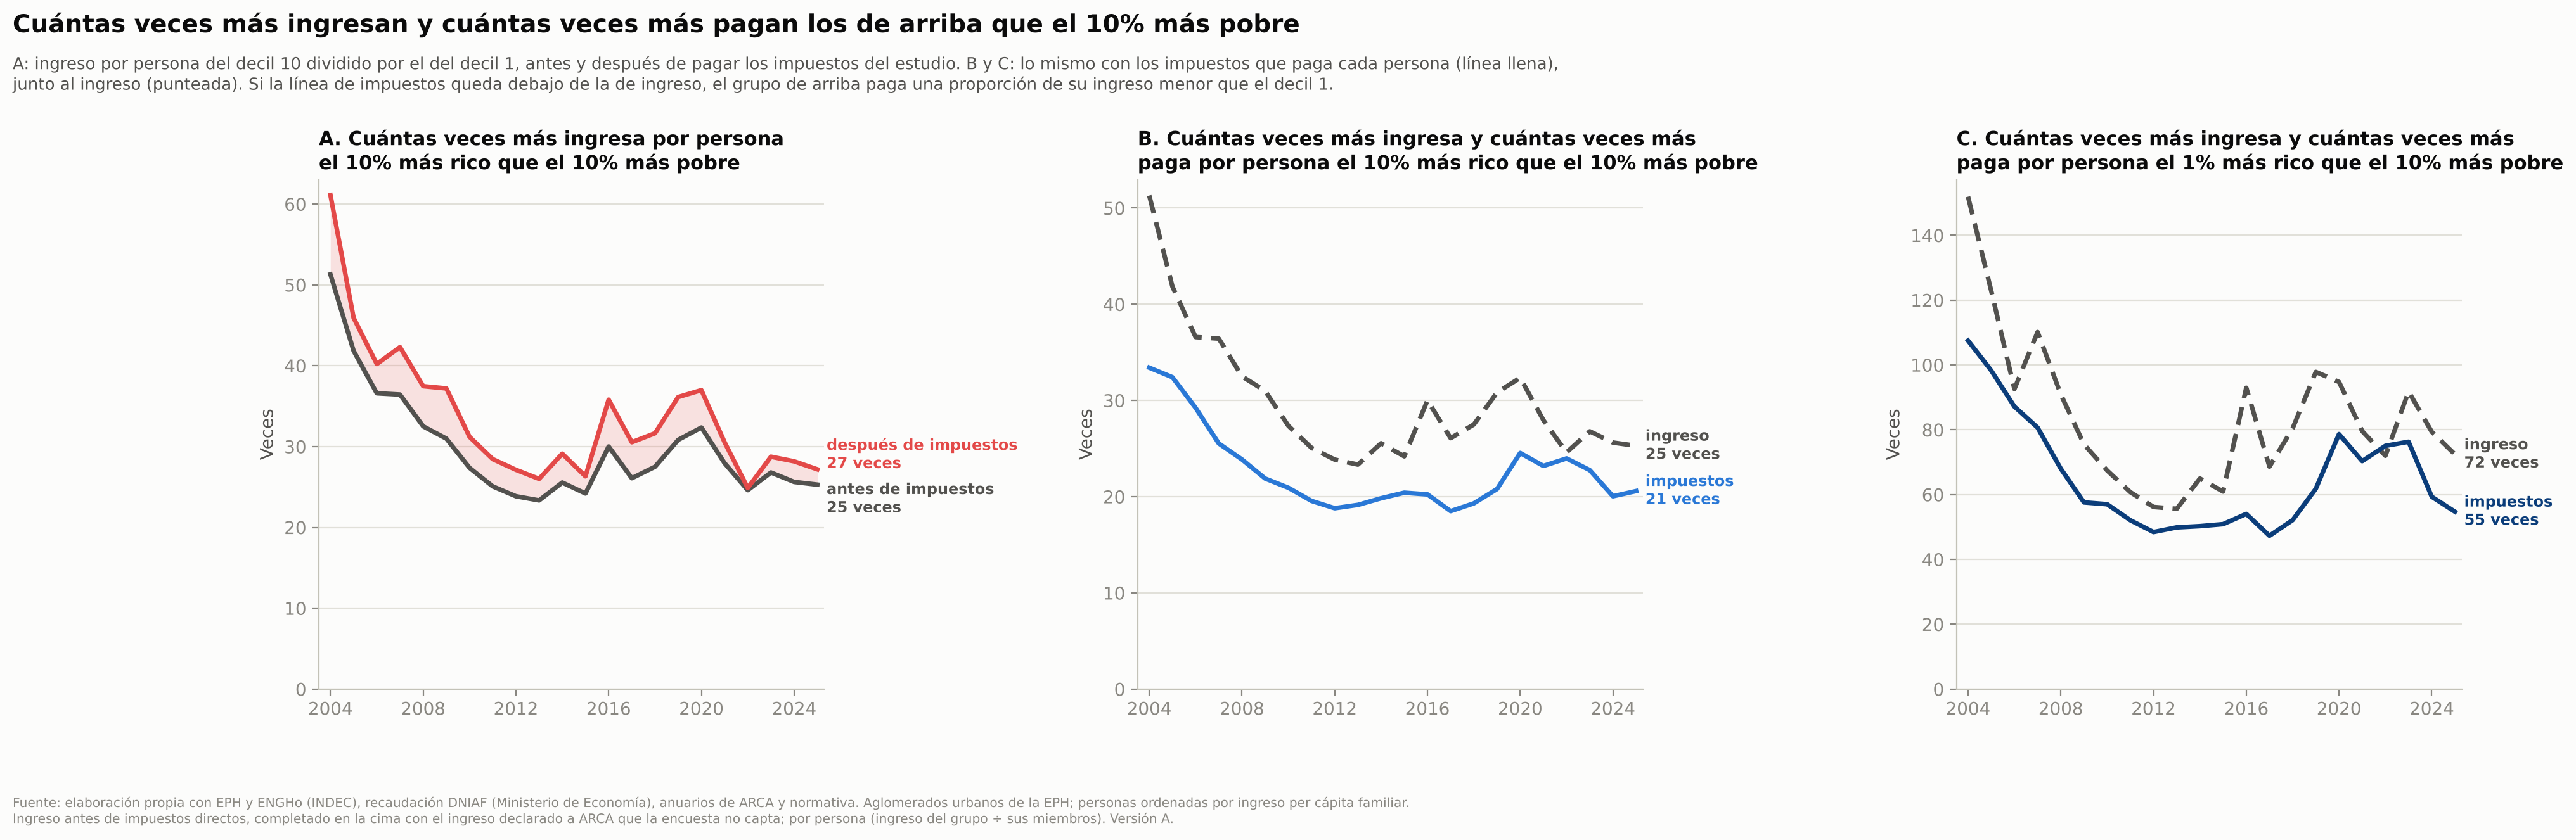 Cuántas veces más ingresan y cuántas veces más pagan los de arriba que el 10% más pobre
A: ingreso por persona del decil 10 dividido por el del decil 1, antes y después de pagar los impuestos del estudio. B y C: lo mismo con los impuestos que paga cada persona (línea llena),
junto al ingreso (punteada). Si la línea de impuestos queda debajo de la de ingreso, el grupo de arriba paga una proporción de su ingreso menor que el decil 1.
A. Cuántas veces más ingresa por persona
el 10% más rico que el 10% más pobre
Veces
60
50
40
30
20
10
0
2004
2008
2012
2016
2020
2024
después de impuestos
27 veces
antes de impuestos
25 veces
B. Cuántas veces más ingresa y cuántas veces más
paga por persona el 10% más rico que el 10% más pobre
Veces
50
40
30
20
10
0
2004
2008
2012
2016
2020
2024
ingreso
25 veces
impuestos
21 veces
C. Cuántas veces más ingresa y cuántas veces más
paga por persona el 1% más rico que el 10% más pobre
Veces
140
120
100
80
60
40
20
0
2004
2008
2012
2016
2020
2024
ingreso
72 veces
impuestos
55 veces
Fuente: elaboración propia con EPH y ENGHo (INDEC), recaudación DNIAF (Ministerio de Economía), anuarios de ARCA y normativa. Aglomerados urbanos de la EPH; personas ordenadas por ingreso per cápita familiar.
Ingreso antes de impuestos directos, completado en la cima con el ingreso declarado a ARCA que la encuesta no capta; por persona (ingreso del grupo ÷ sus miembros). Versión A.